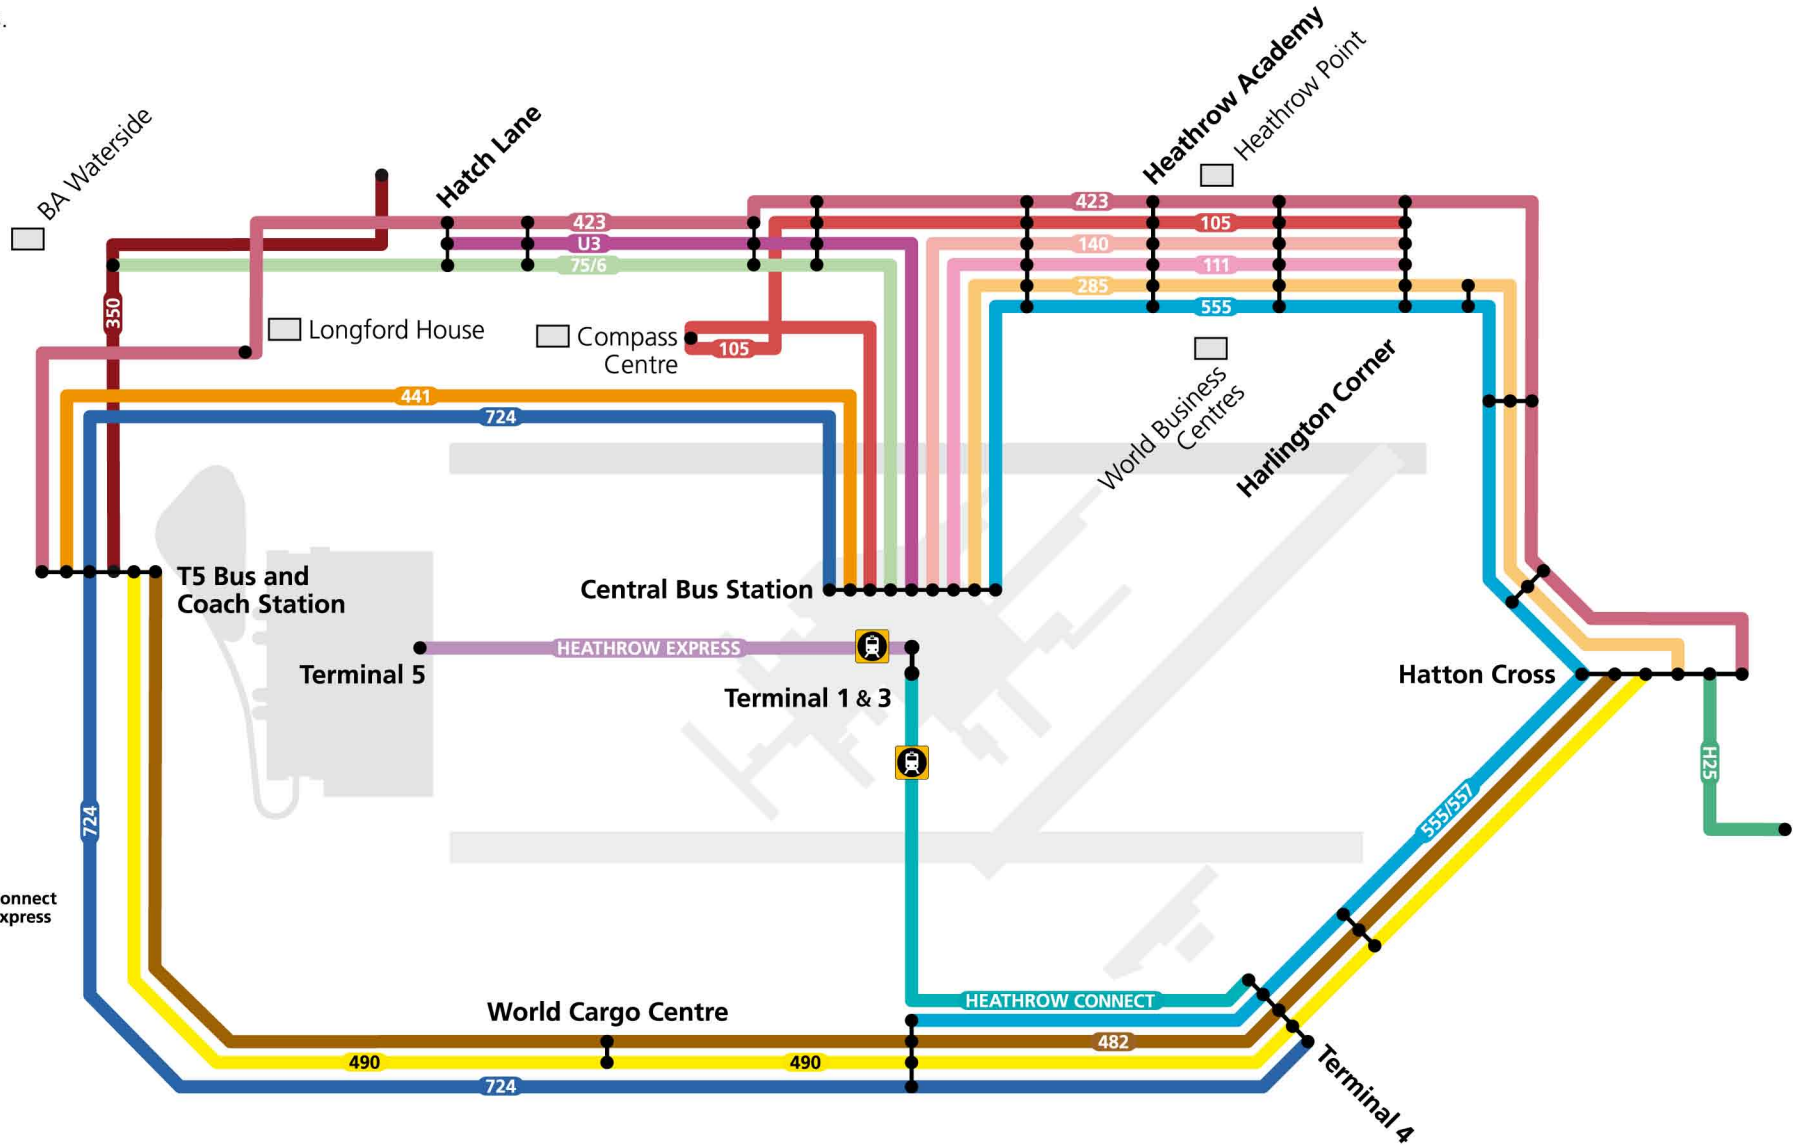 Heathrow Academy
Heathrow Point
BA Waterside
Hatch Lane
423
423
105
U3
140
75/6
111
285
555
350
Longford House
Compass
Centre
105
441
724
World Business
Centres
Harlington Corner
T5 Bus and
Coach Station
Central Bus Station
HEATHROW EXPRESS
Terminal 5
Terminal 1 & 3
Hatton Cross
H25
724
555/557
onnect
xpress
World Cargo Centre
HEATHROW CONNECT
482
490
490
724
Terminal 4